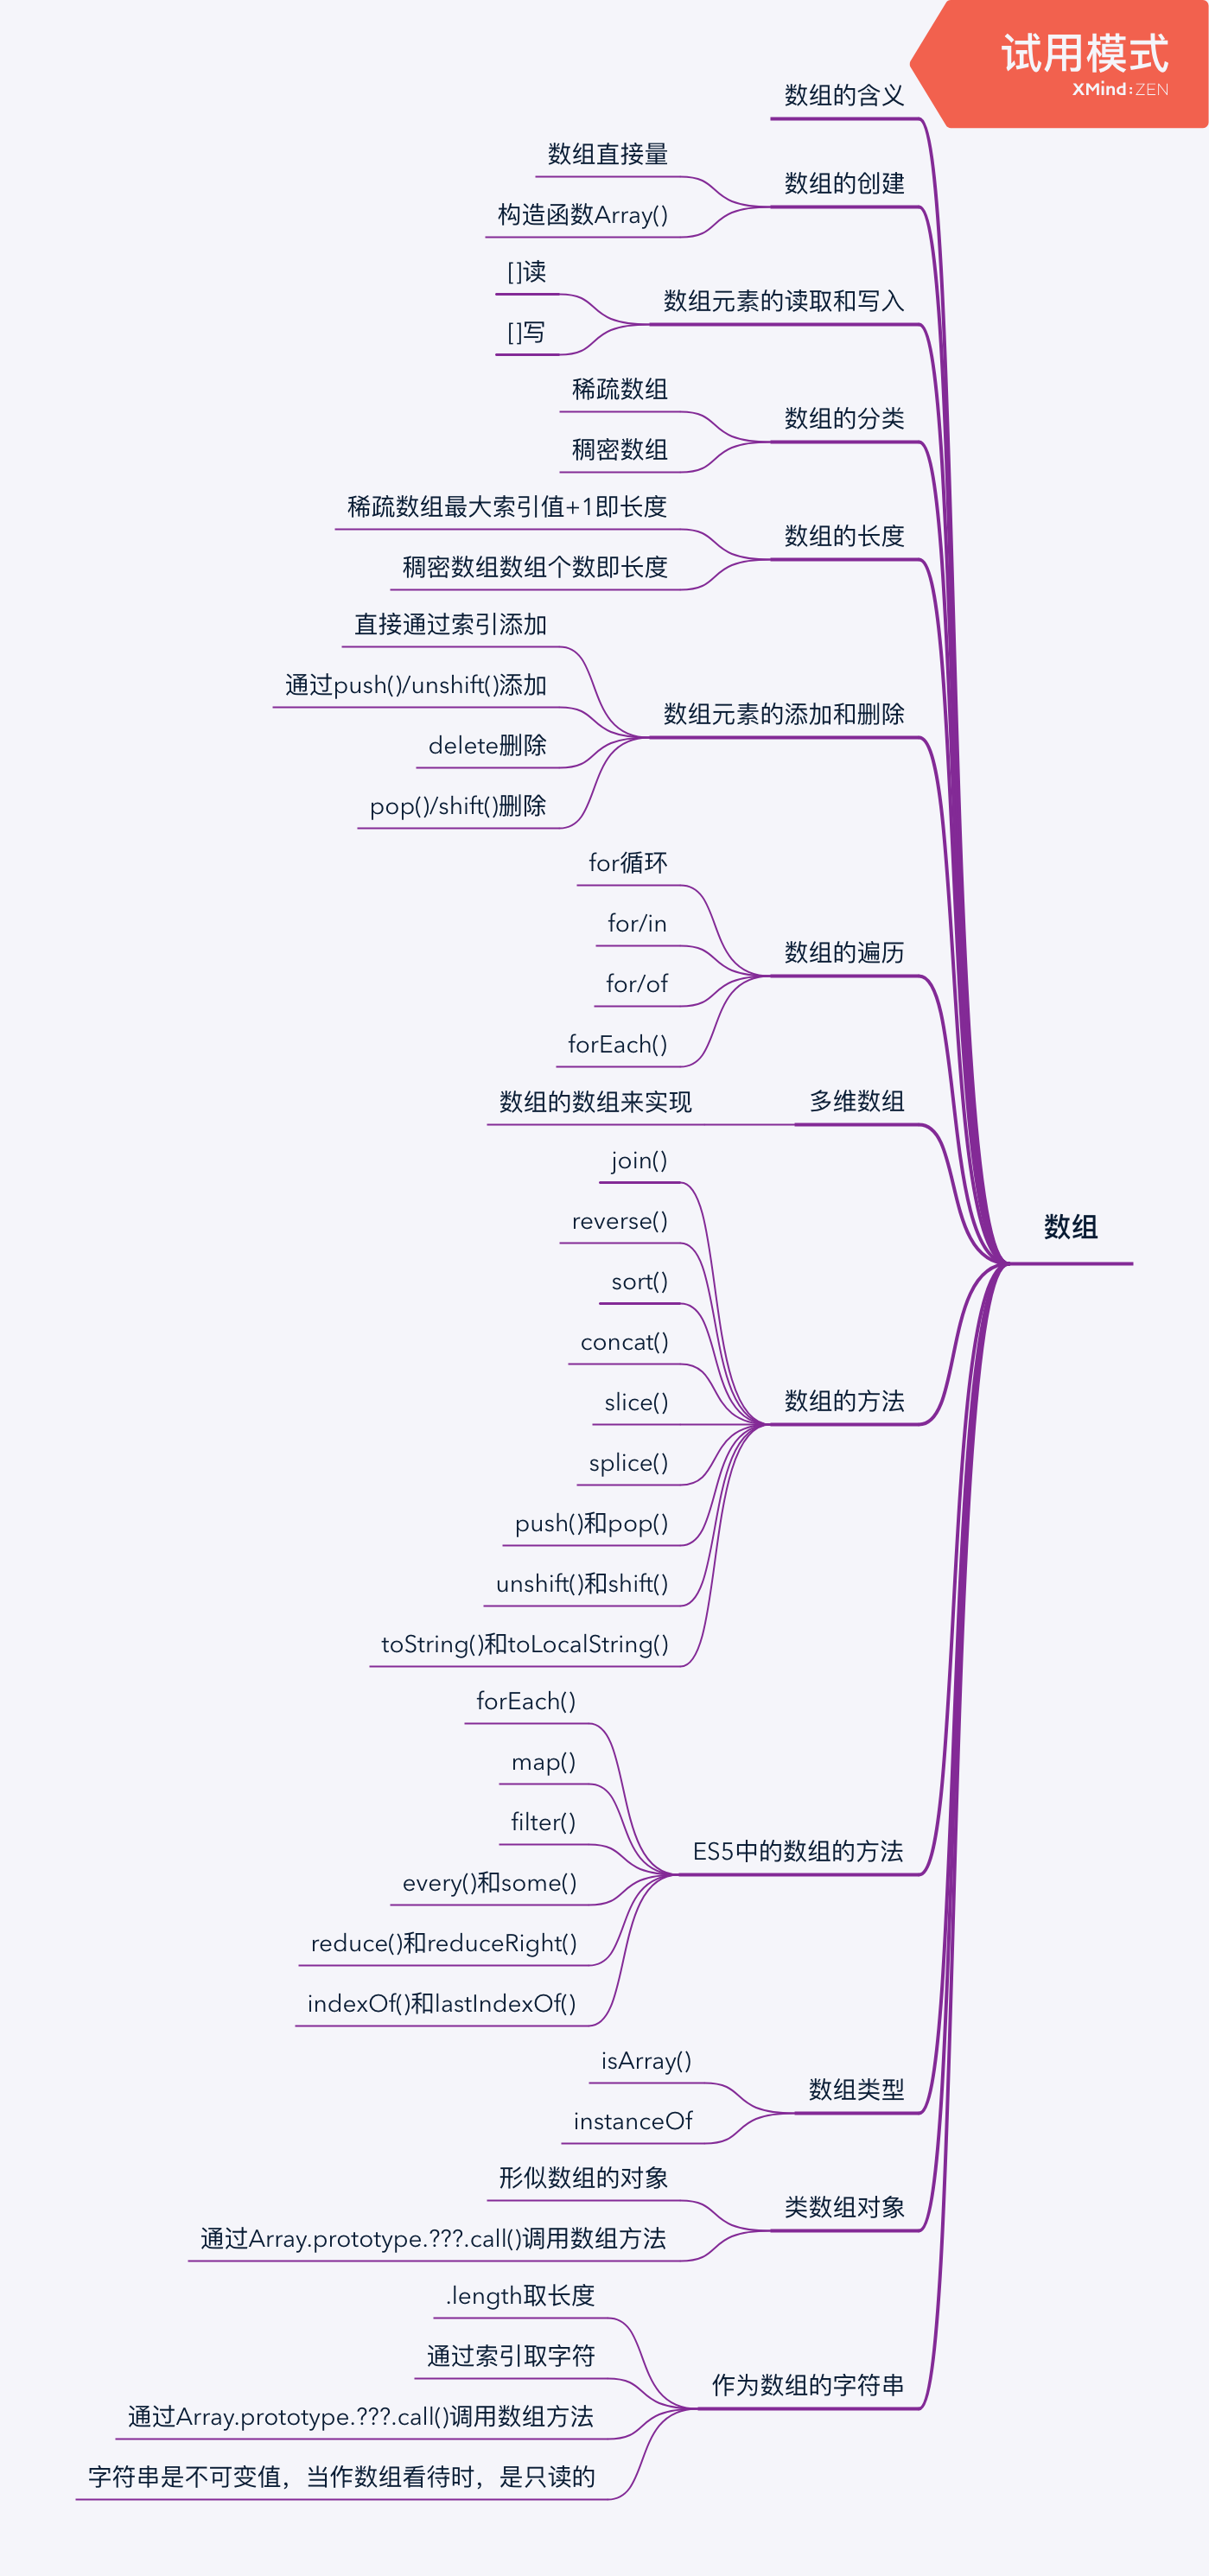 试用模式
XMind:ZEN
数组的含义
数组直接量
数组的创建
构造函数Array()
[]读
数组元素的读取和写入
[]写
稀疏数组
数组的分类
稠密数组
稀疏数组最大索引值+1即长度
数组的长度
稠密数组数组个数即长度
直接通过索引添加
通过push()/unshift()添加
数组元素的添加和删除
delete删除
pop()/shift()删除
for循环
for/in
数组的遍历
for/of
forEach()
数组的数组来实现
多维数组
join()
reverse()
数组
sort()
concat()
slice()
数组的方法
splice()
push()和pop()
unshift()和shift()
toString()和toLocalString()
forEach()
map()
filter()
ES5中的数组的方法
every()和some()
reduce()和reduceRight()
indexOf()和lastIndexOf()
isArray()
数组类型
instanceOf
形似数组的对象
类数组对象
通过Array.prototype.???.call()调用数组方法
.length取长度
通过索引取字符
作为数组的字符串
通过Array.prototype.???.call()调用数组方法
字符串是不可变值，当作数组看待时，是只读的